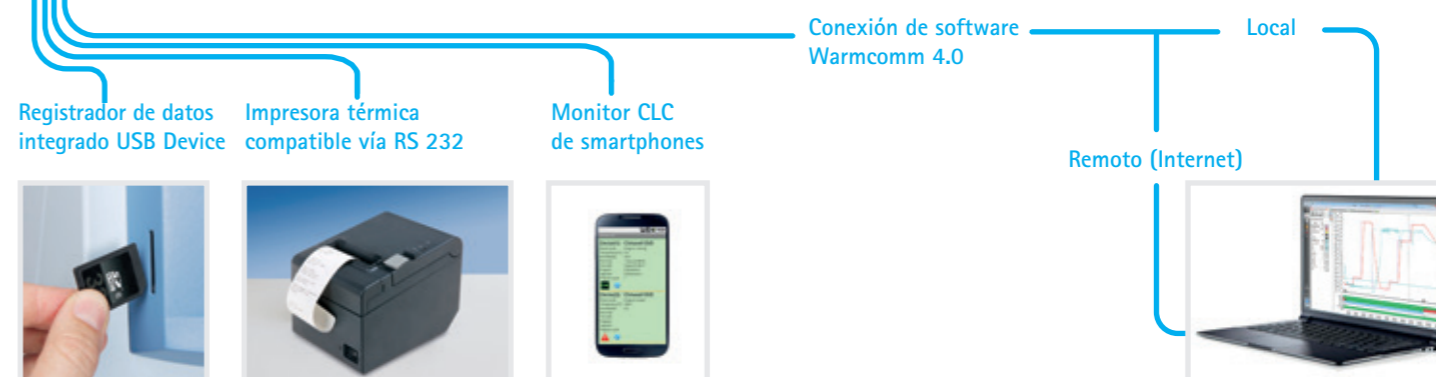 Conexión de software
Warmcomm 4.0
Local
Registrador de datos
integrado USB Device
Impresora térmica
compatible vía RS 232
Monitor CLC
de smartphones
Remoto (Internet)